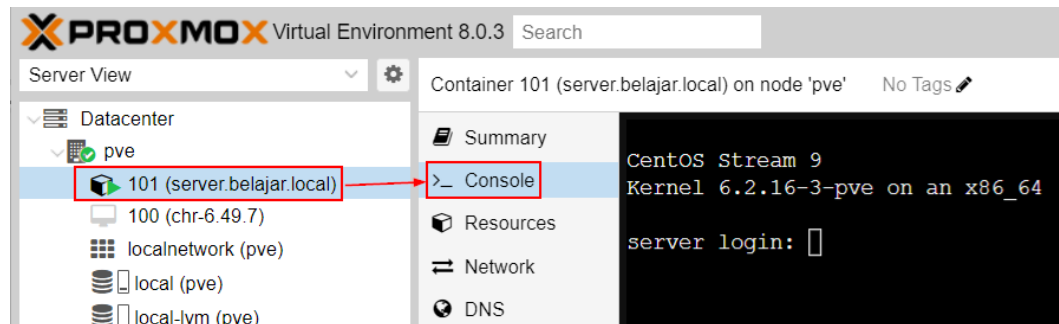 PROXMOX Virtual Environment 8.0.3 Search
Server View
Datacenter
pve
101 (server.belajar.local)
100 (chr-6.49.7)
localnetwork (pve)
local (pve)
local-lvm (pve)
Container 101 (server.belajar.local) on node 'pve' No Tags
Summary
>_ Console
Resources
Network
DNS
CentOS Stream 9
Kernel 6.2.16-3-pve on an x86_64
server login: